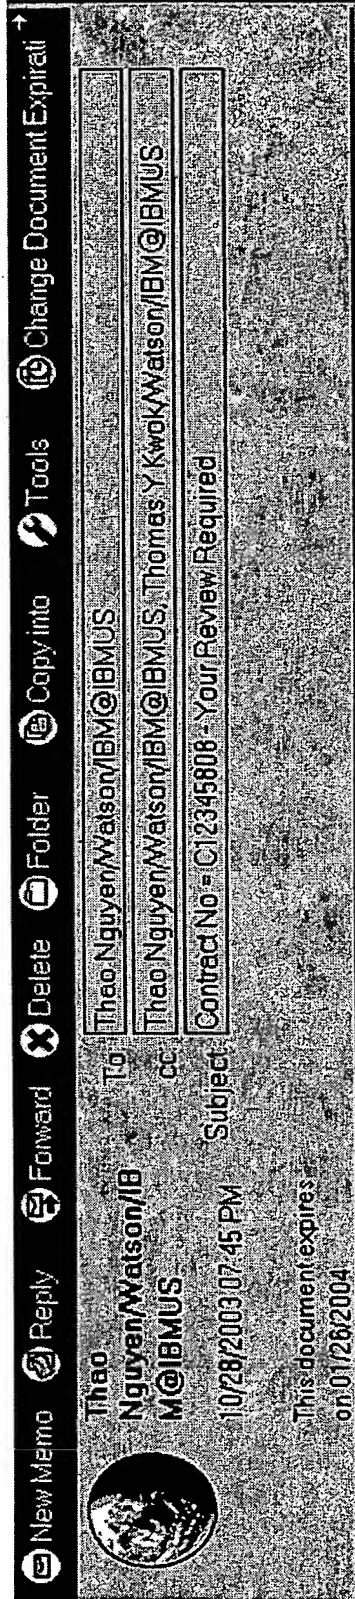 New Memo Reply Forward Delete Folder Copy into Tools Change Document Expirati
Thao
Nguyen/Watson/IB
M@IBMUS
10/28/2003 07:45 PM
This document expires
on 01/26/2004
To Thao Nguyen/Watson/IBM@IBMUS
cc Thao Nguyen/Watson/IBM@IBMUS, Thomas Y Kwok/Watson/IBM@IBMUS
Subject Contract No = C12345808 - Your Review Required